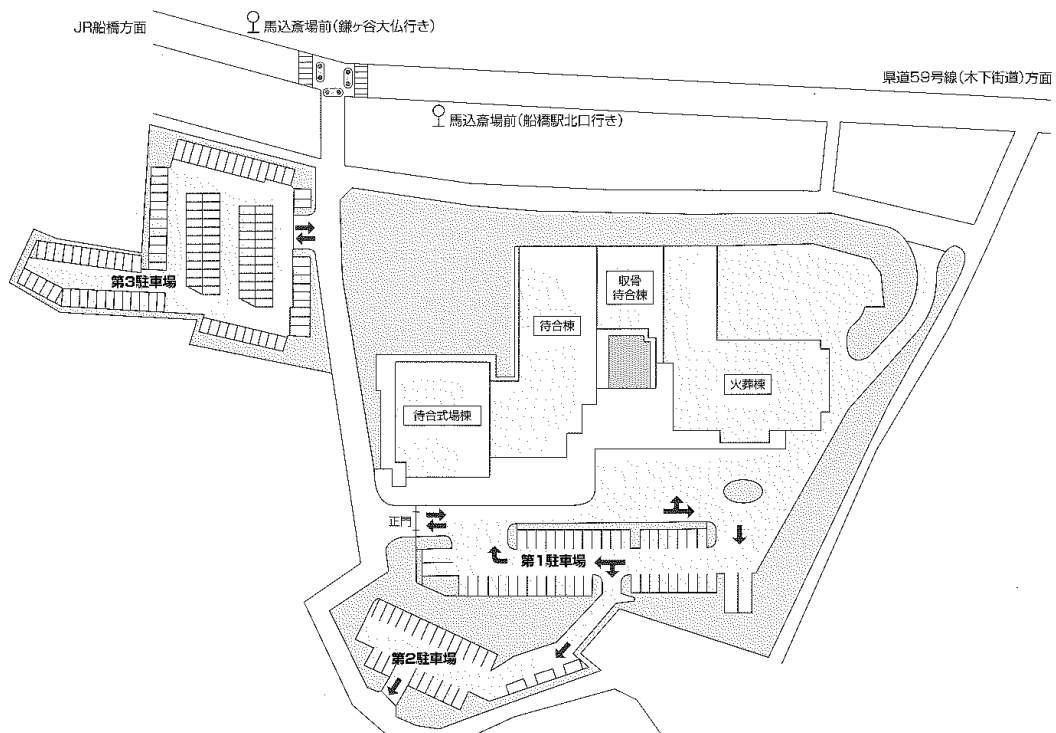 JR船橋方面
馬込斎場前(鎌ヶ谷大仏行き)
県道59号線(木下街道)方面
馬込斎場前(船橋駅北口行き)
第3駐車場
収骨
待合棟
待合棟
火葬棟
待合式場棟
正門
第1駐車場
第2駐車場